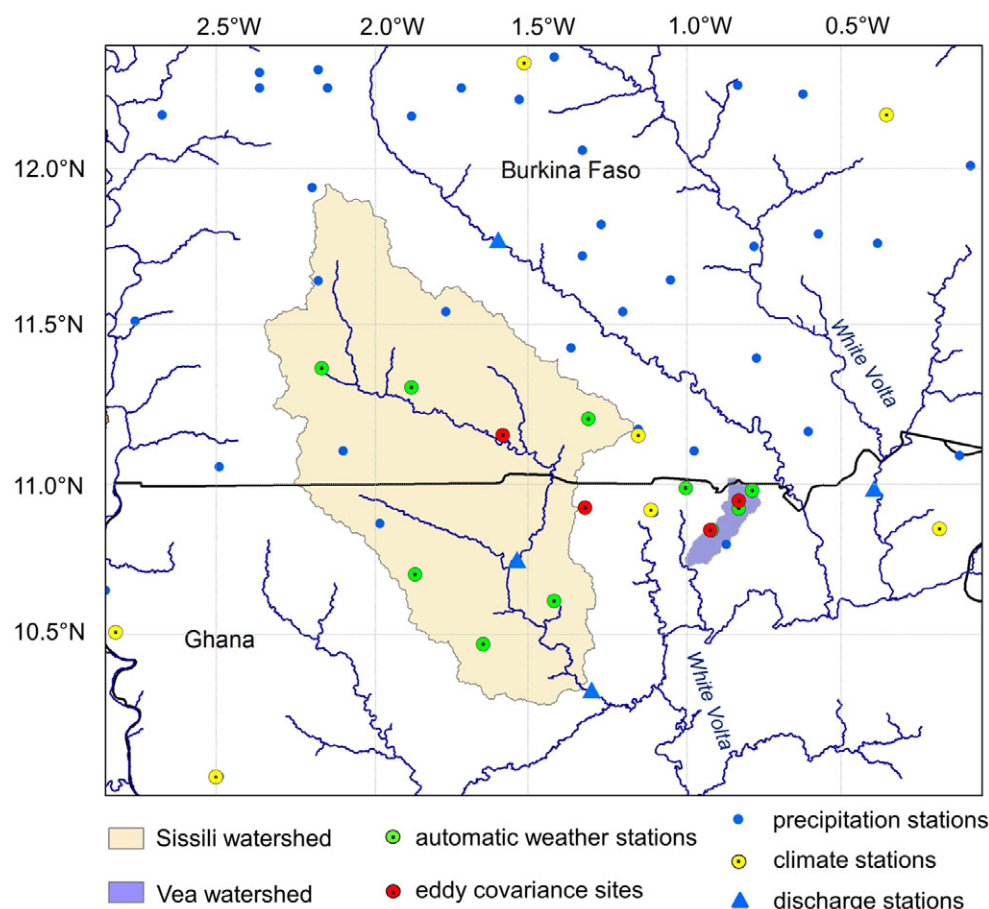 2.5°W 2.0°W 1.5°W 1.0°W 0.5°W
12.0°N
Burkina Faso
11.5°N
White Volta
11.0°N
10.5°N
Ghana
White Volta
Sissili watershed
automatic weather stations
precipitation stations
climate stations
Vea watershed
eddy covariance sites
discharge stations